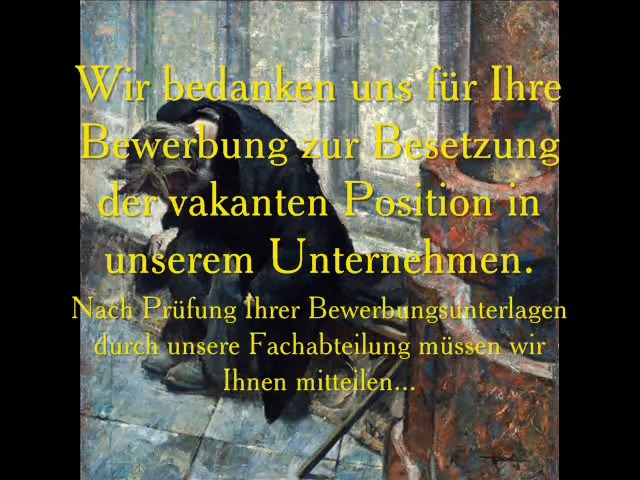 Wir bedanken uns für Ihre
Bewerbung zur Besetzung
der vakanten Position in
unserem Unternehmen.
Nach Prüfung Ihrer Bewerbungsunterlagen
durch unsere Fachabteilung müssen wir
Ihnen mitteilen...